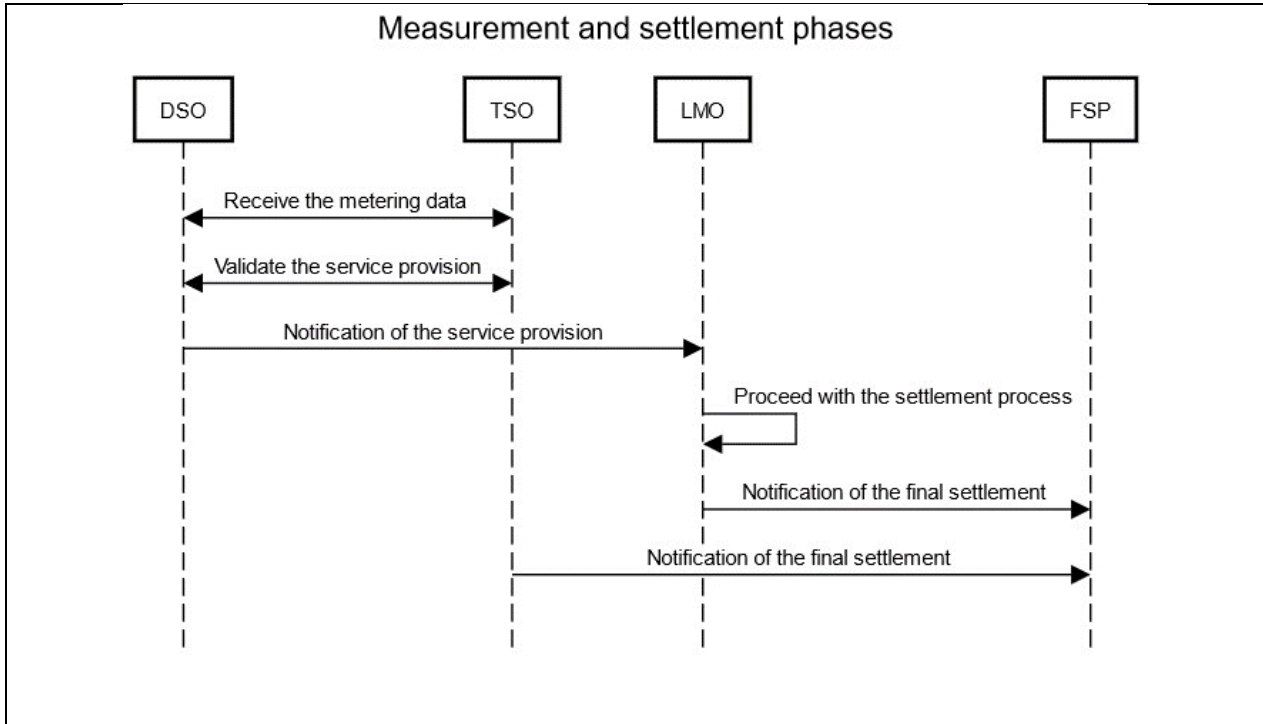 Measurement and settlement phases
DSO TSO LMO FSP
Receive the metering data
Validate the service provision
Notification of the service provision
Proceed with the settlement process
Notification of the final settlement
Notification of the final settlement